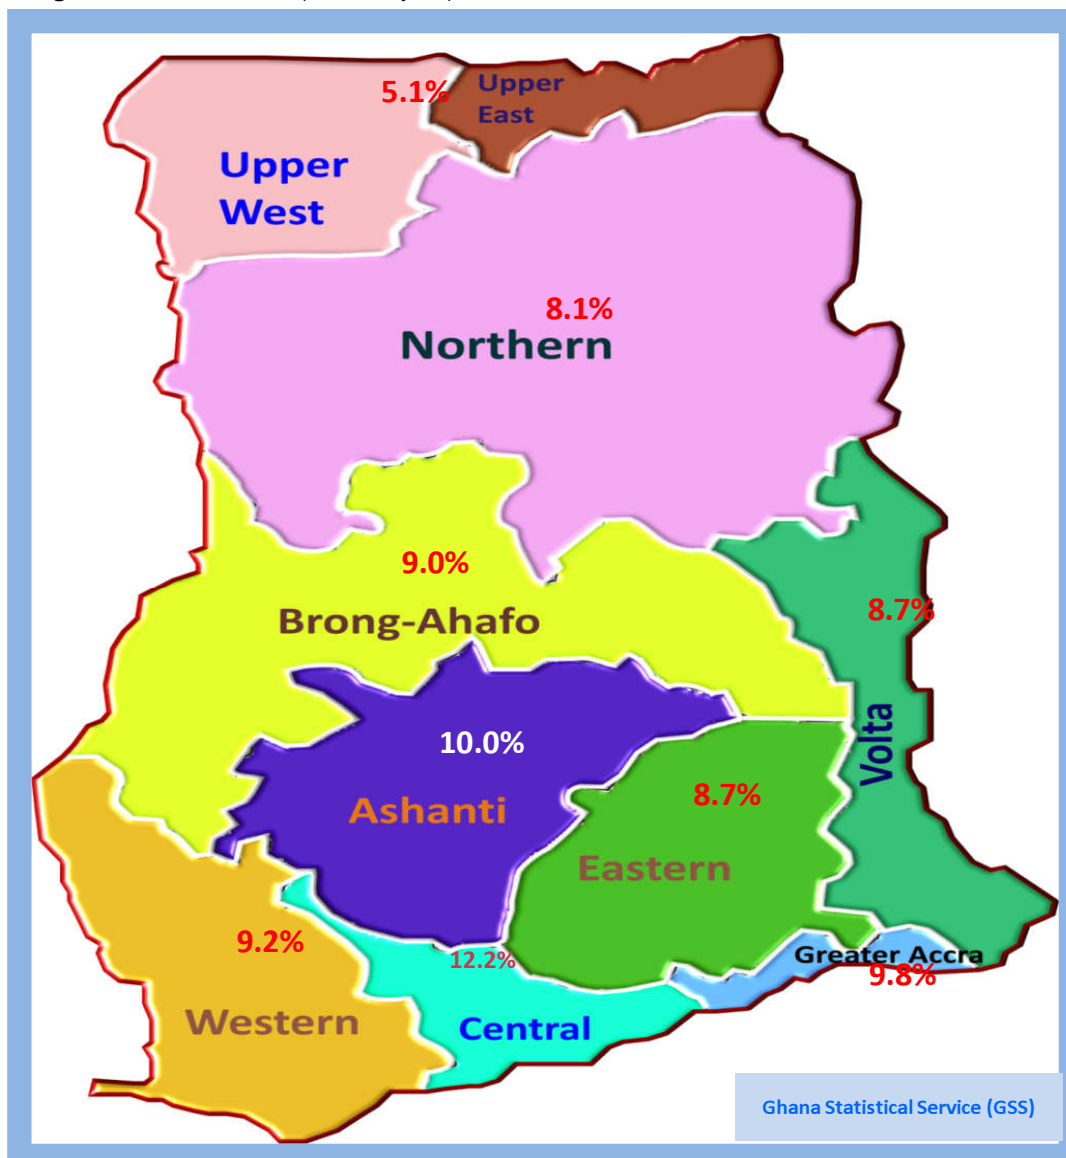 5.1%
Upper
East
Upper
West
8.1%
Northern
9.0%
Brong-Ahafo
8.7%
Volta
10.0%
Ashanti
8.7%
Eastern
9.2%
Western
12.2%
Central
Greater Accra
9.8%
Ghana Statistical Service (GSS)